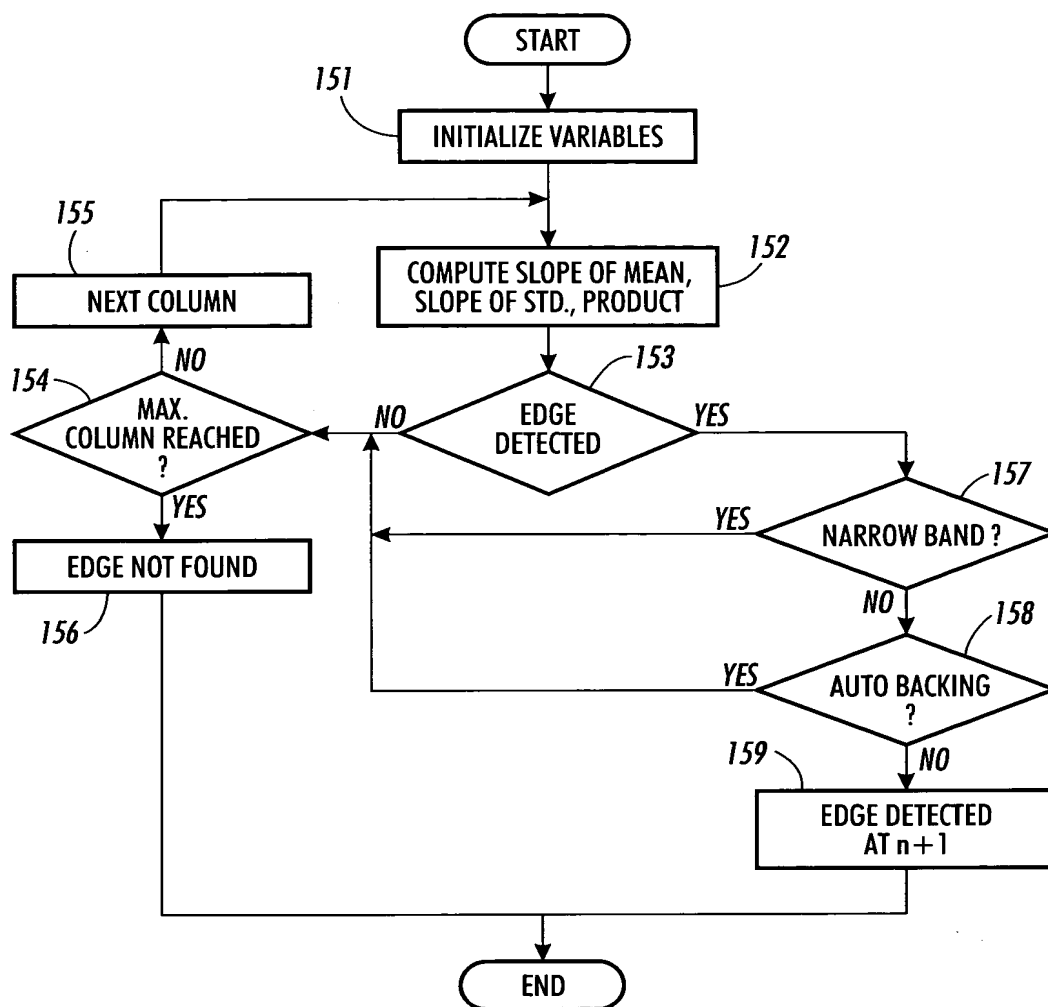 START
151
INITIALIZE VARIABLES
155
NEXT COLUMN
152
COMPUTE SLOPE OF MEAN,
SLOPE OF STD., PRODUCT
NO
154
MAX.
COLUMN REACHED
?
153
NO
EDGE
DETECTED
YES
YES
157
YES
NARROW BAND ?
EDGE NOT FOUND
156
NO
158
YES
AUTO BACKING
?
NO
159
EDGE DETECTED
AT n+1
END